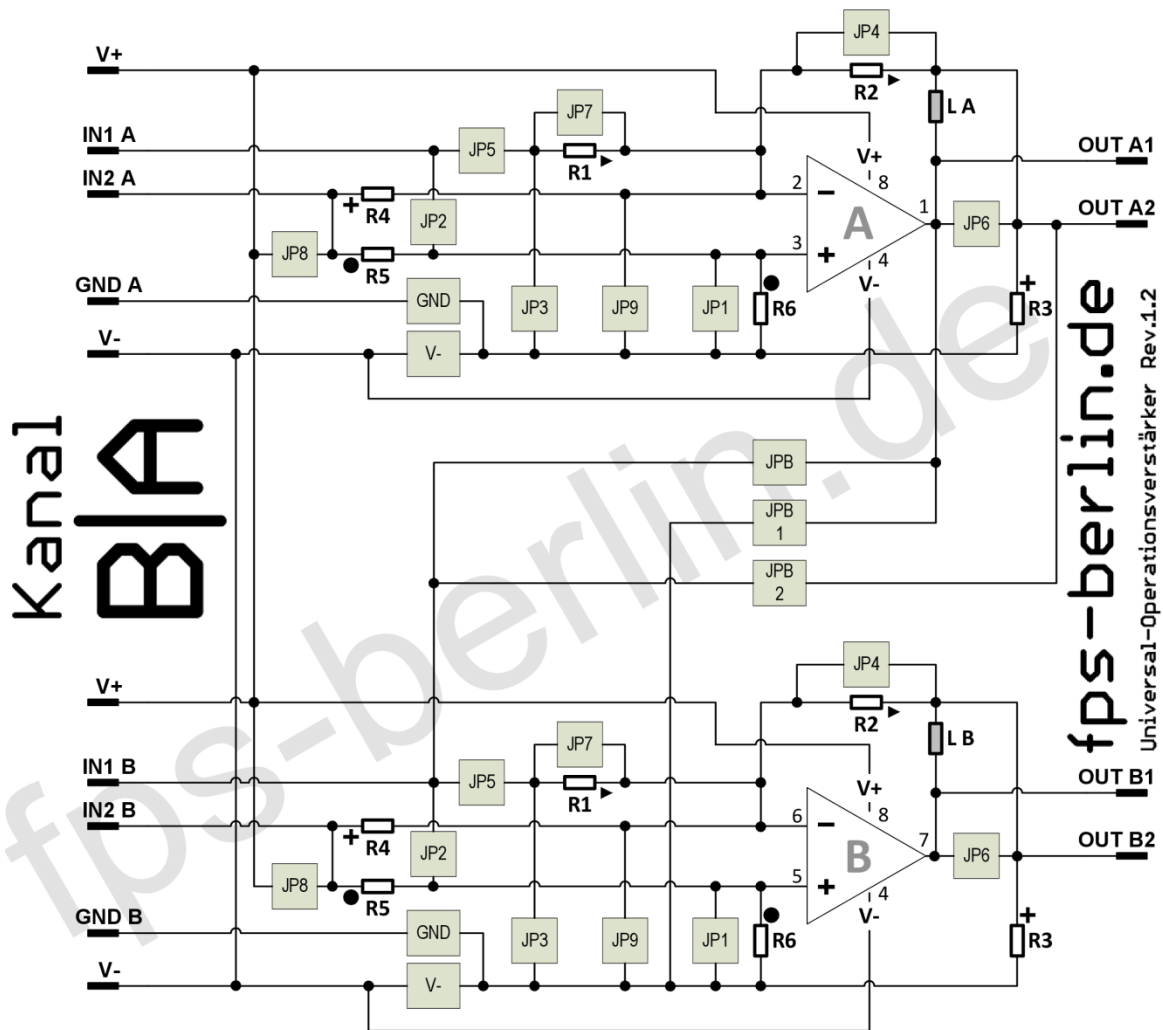 V+
JP4
R2
L A
JP7
IN1 A
JP5
R1
OUT A1
V+
8
IN2 A
+
R4
JP2
2
−
A
1
JP6
OUT A2
JP8
R5
3
+
4
V-
GND A
GND
JP3
JP9
JP1
R6
+
R3
V-
V-
Kanal
B|A
JPB
JPB
1
JPB
2
fps-berlin.de
Universal-Operationsverstärker Rev.1.2
fps-berlin.de
V+
JP4
R2
L B
JP7
IN1 B
JP5
R1
OUT B1
V+
8
IN2 B
+
R4
JP2
6
−
B
7
JP6
OUT B2
JP8
R5
5
+
4
V-
GND B
GND
JP3
JP9
JP1
R6
+
R3
V-
V-